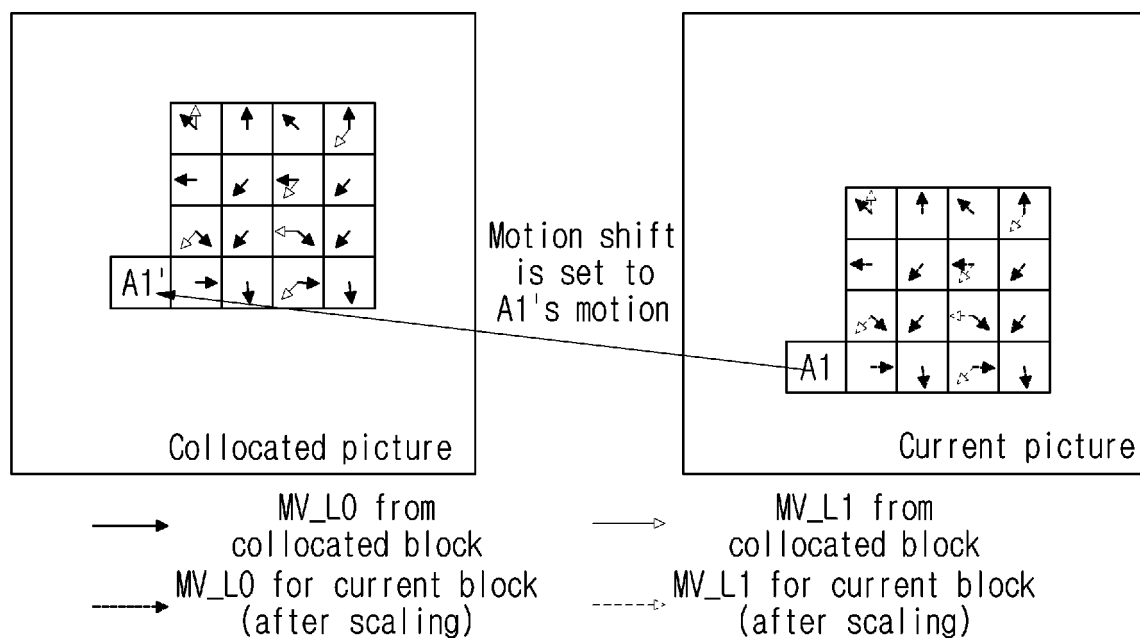 A1'
Collocated picture
Motion shift
is set to
A1's motion
A1
Current picture
MV_L0 from
collocated block
MV_L1 from
collocated block
MV_L0 for current block
(after scaling)
MV_L1 for current block
(after scaling)